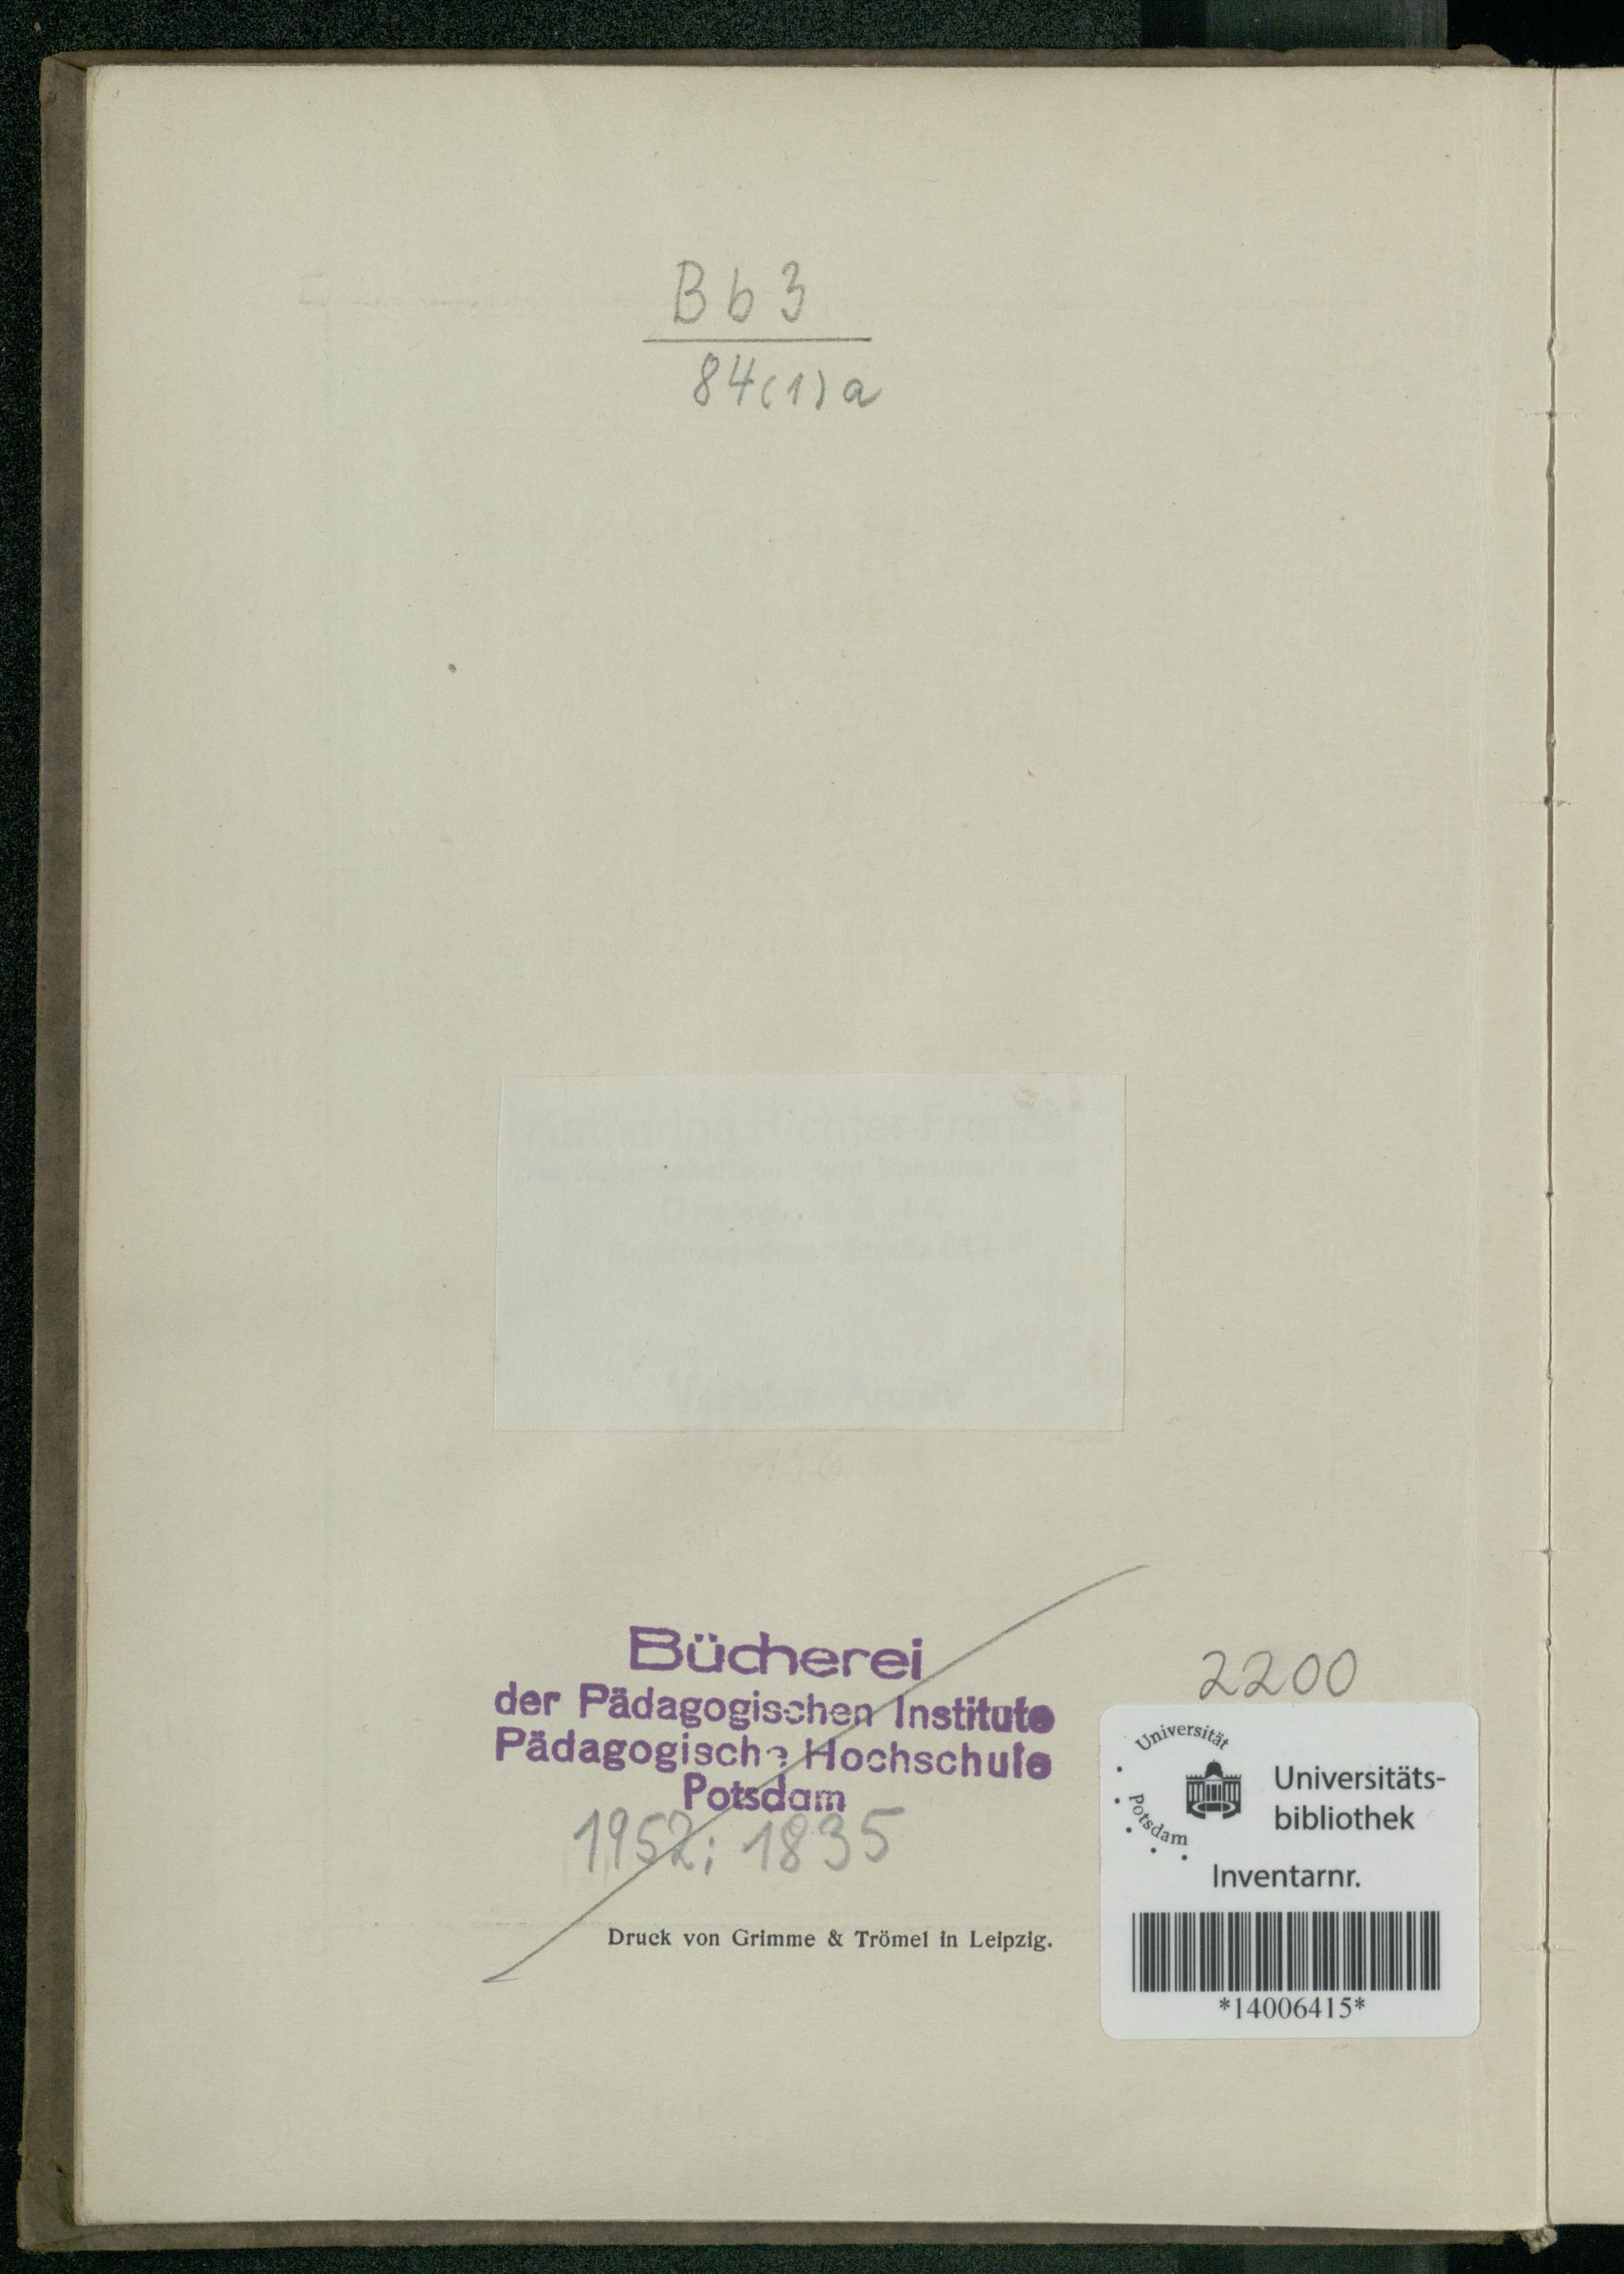 Bb3
84(1)a
Bücherei
der Pädagogischen Institute
Pädagogische Hochschule
Potsdam
1952: 1835
Druck von Grimme & Trömel in Leipzig.
2200
Universität Potsdam
Universitäts-
bibliothek
Inventarnr.
*14006415*